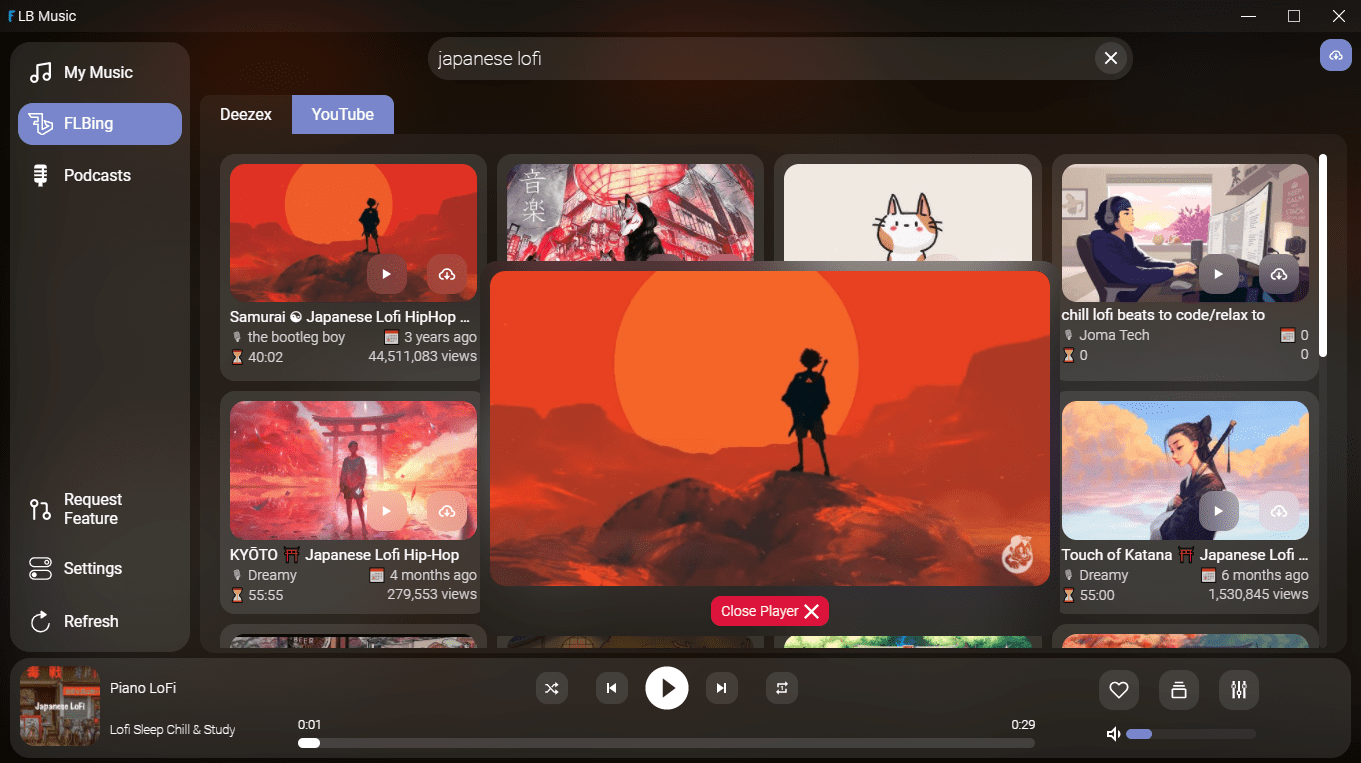 LB Music
japanese lofi
My Music
FLBing
Podcasts
Request
Feature
Settings
Refresh
Deezex
YouTube
音
楽
Samurai ☯ Japanese Lofi HipHop ...
the bootleg boy
3 years ago
40:02
44,511,083 views
chill lofi beats to code/relax to
Joma Tech
0
0
0
KYŌTO ⛩ Japanese Lofi Hip-Hop
Dreamy
4 months ago
55:55
279,553 views
Touch of Katana ⛩ Japanese Lofi ...
Dreamy
6 months ago
55:00
1,530,845 views
Close Player
Japanese LoFi
Piano LoFi
Lofi Sleep Chill & Study
0:01
0:29